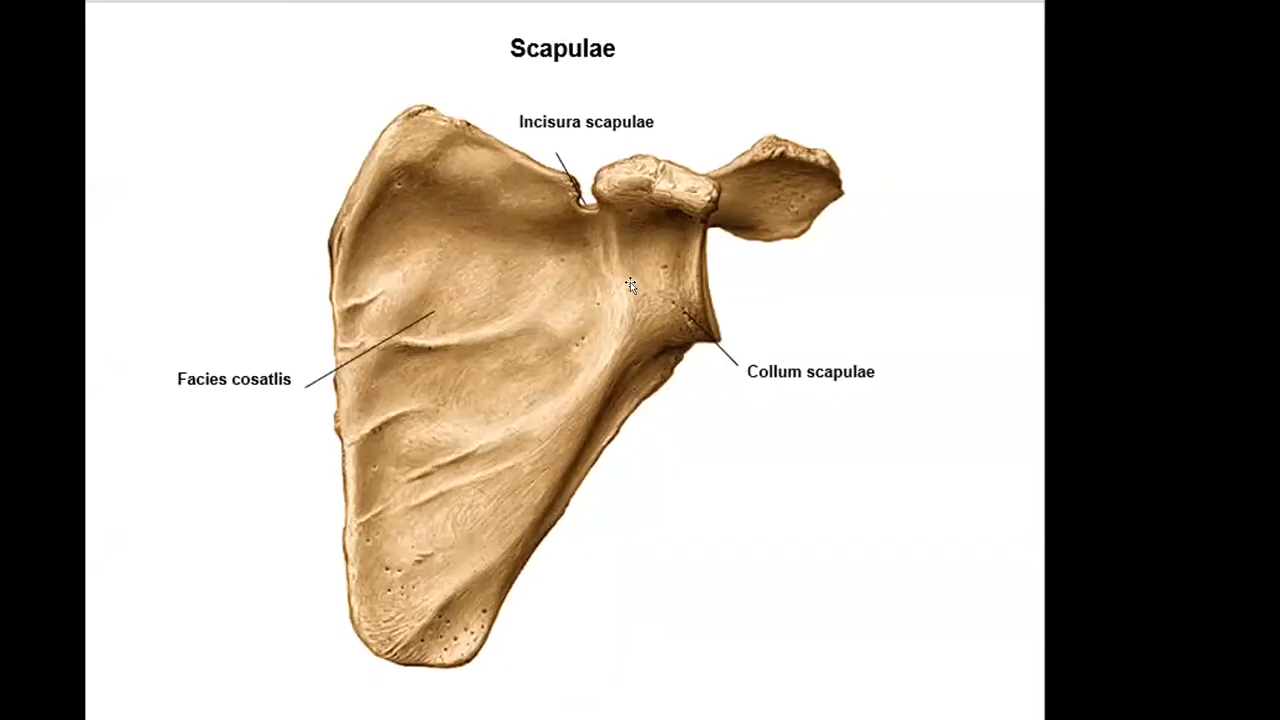 Scapulae
Incisura scapulae
Collum scapulae
Facies cosatlis